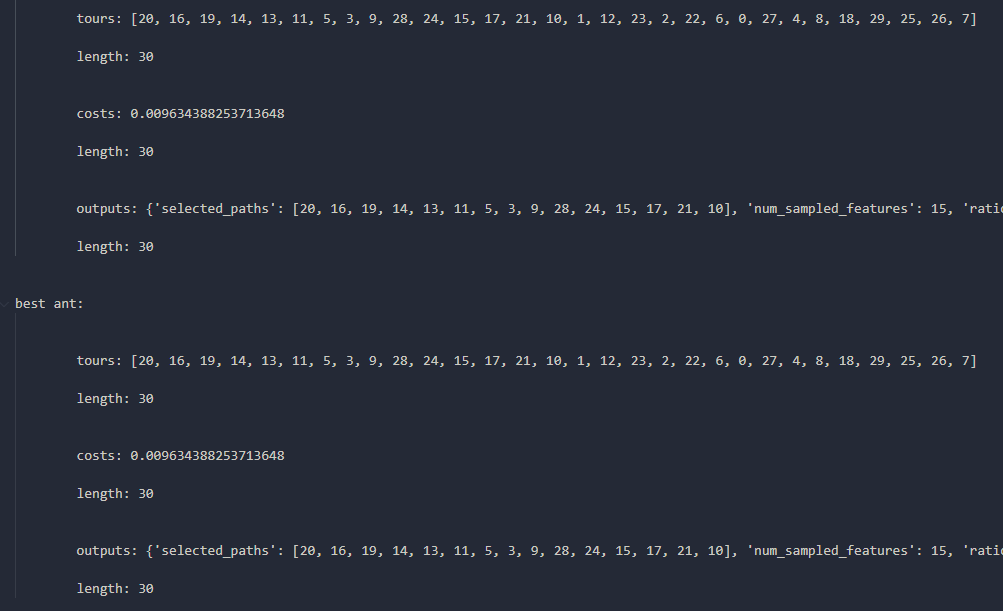 tours: [20, 16, 19, 14, 13, 11, 5, 3, 9, 28, 24, 15, 17, 21, 10, 1, 12, 23, 2, 22, 6, 0, 27, 4, 8, 18, 29, 25, 26, 7]
length: 30
costs: 0.009634388253713648
length: 30
outputs: {'selected_paths': [20, 16, 19, 14, 13, 11, 5, 3, 9, 28, 24, 15, 17, 21, 10], 'num_sampled_features': 15, 'ratio
length: 30
best ant:
tours: [20, 16, 19, 14, 13, 11, 5, 3, 9, 28, 24, 15, 17, 21, 10, 1, 12, 23, 2, 22, 6, 0, 27, 4, 8, 18, 29, 25, 26, 7]
length: 30
costs: 0.009634388253713648
length: 30
outputs: {'selected_paths': [20, 16, 19, 14, 13, 11, 5, 3, 9, 28, 24, 15, 17, 21, 10], 'num_sampled_features': 15, 'ratio
length: 30